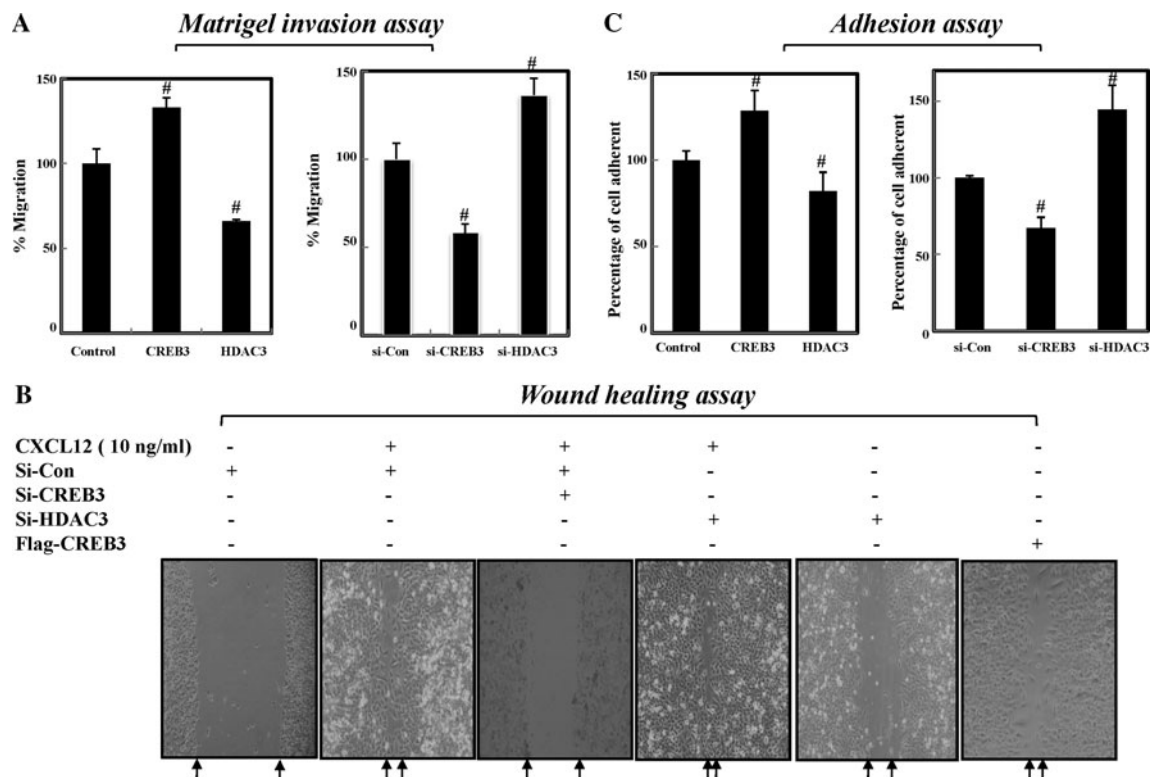 A Matrigel invasion assay
150
100
50
0
% Migration
#
#
Control CREB3 HDAC3
150
100
50
0
% Migration
#
#
si-Con si-CREB3 si-HDAC3
C Adhesion assay
150
100
50
0
Percentage of cell adherent
#
#
Control CREB3 HDAC3
150
100
50
0
Percentage of cell adherent
#
#
si-Con si-CREB3 si-HDAC3
B Wound healing assay
CXCL12 ( 10 ng/ml) - + + + - -
Si-Con + + + - - -
Si-CREB3 - - + - - -
Si-HDAC3 - - - + + -
Flag-CREB3 - - - - - +